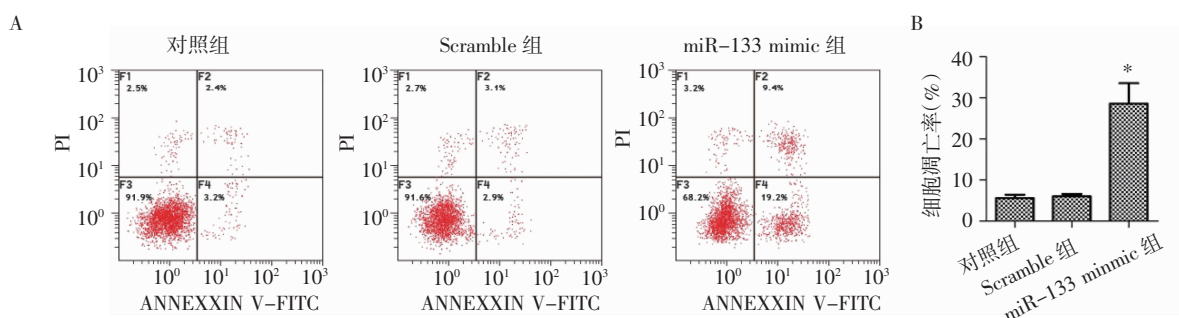 A
对照组
F1
2.5%
F2
2.4%
F3
91.9%
F4
3.2%
10³
10²
10¹
10⁰
PI
10⁰ 10¹ 10² 10³
ANNEXXIN V-FITC
Scramble 组
F1
2.7%
F2
3.1%
F3
91.6%
F4
2.9%
10³
10²
10¹
10⁰
PI
10⁰ 10¹ 10² 10³
ANNEXXIN V-FITC
miR-133 mimic 组
F1
3.2%
F2
9.4%
F3
68.2%
F4
19.2%
10³
10²
10¹
10⁰
PI
10⁰ 10¹ 10² 10³
ANNEXXIN V-FITC
B
细胞凋亡率(%)
40
30
20
10
0
*
对照组
Scramble 组
miR-133 minmic 组